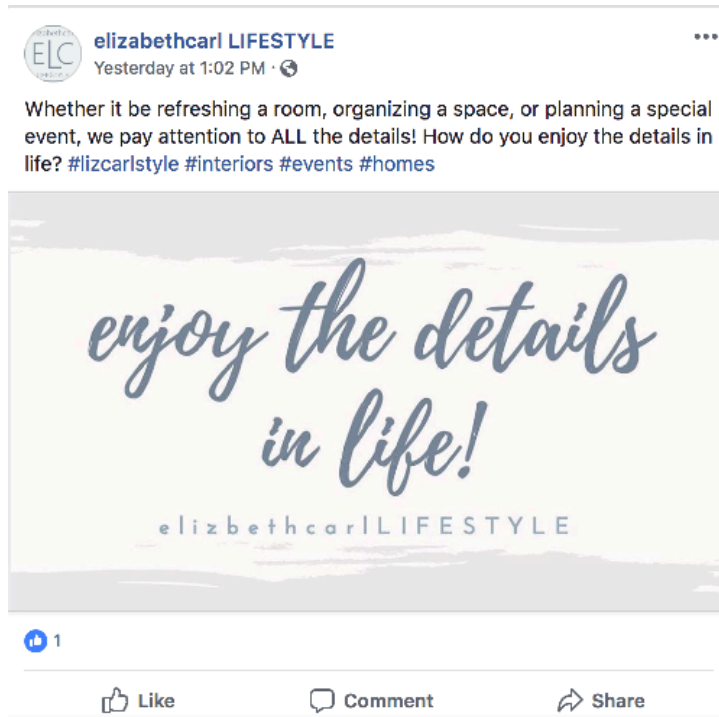 elizabethcarl LIFESTYLE
Yesterday at 1:02 PM ·
ELC
Whether it be refreshing a room, organizing a space, or planning a special
event, we pay attention to ALL the details! How do you enjoy the details in
life? #lizcarlstyle #interiors #events #homes
enjoy the details
in life!
elizbethcarlLIFESTYLE
1
Like
Comment
Share